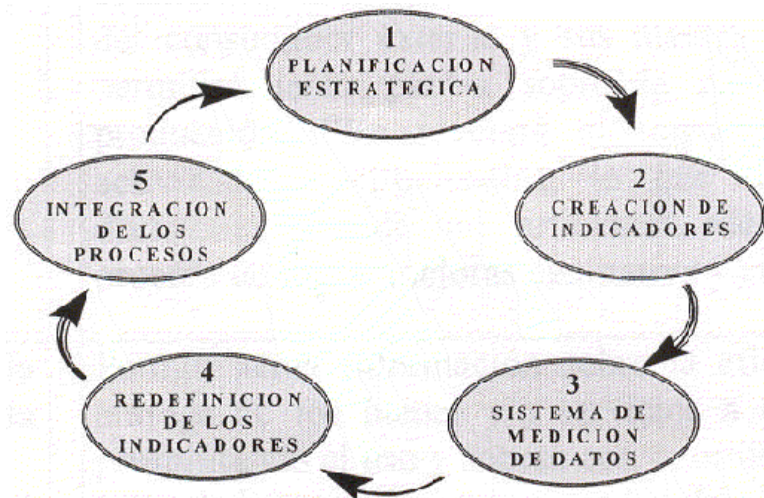 1
PLANIFICACION
ESTRATEGICA
2
CREACION DE
INDICADORES
3
SISTEMA DE
MEDICION
DE DATOS
4
REDEFINICION
DE LOS
INDICADORES
5
INTEGRACION
DE LOS
PROCESOS